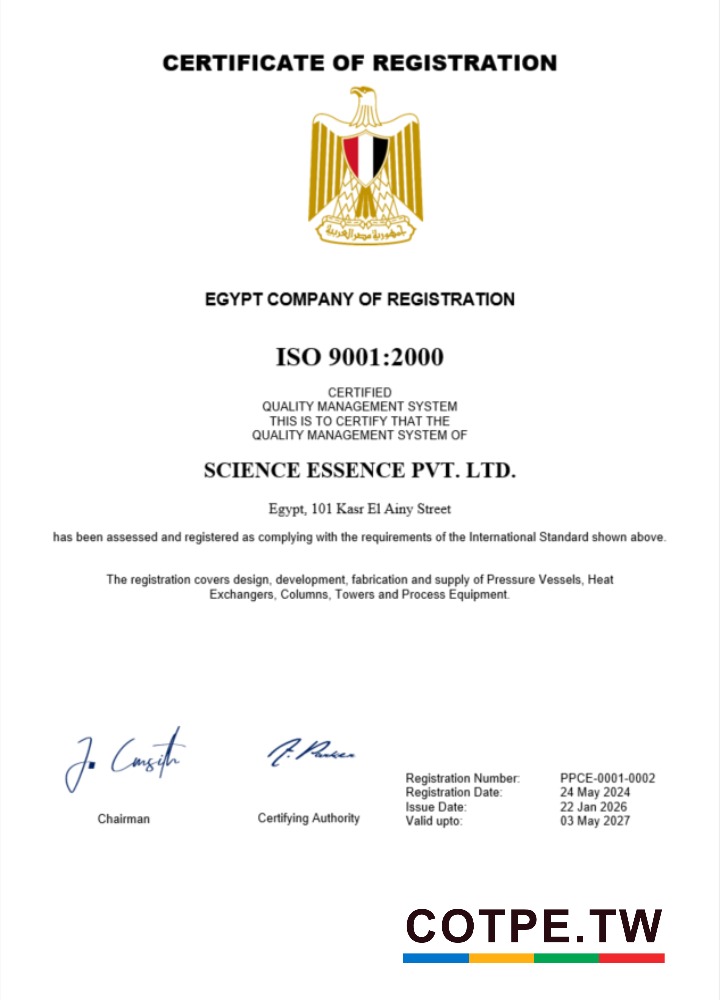 CERTIFICATE OF REGISTRATION
جمهورية مصر العربية
EGYPT COMPANY OF REGISTRATION
ISO 9001:2000
CERTIFIED
QUALITY MANAGEMENT SYSTEM
THIS IS TO CERTIFY THAT THE
QUALITY MANAGEMENT SYSTEM OF
SCIENCE ESSENCE PVT. LTD.
Egypt, 101 Kasr El Ainy Street
has been assessed and registered as complying with the requirements of the International Standard shown above.
The registration covers design, development, fabrication and supply of Pressure Vessels, Heat
Exchangers, Columns, Towers and Process Equipment.
Chairman
Certifying Authority
Registration Number: PPCE-0001-0002
Registration Date: 24 May 2024
Issue Date: 22 Jan 2026
Valid upto: 03 May 2027
COTPE.TW